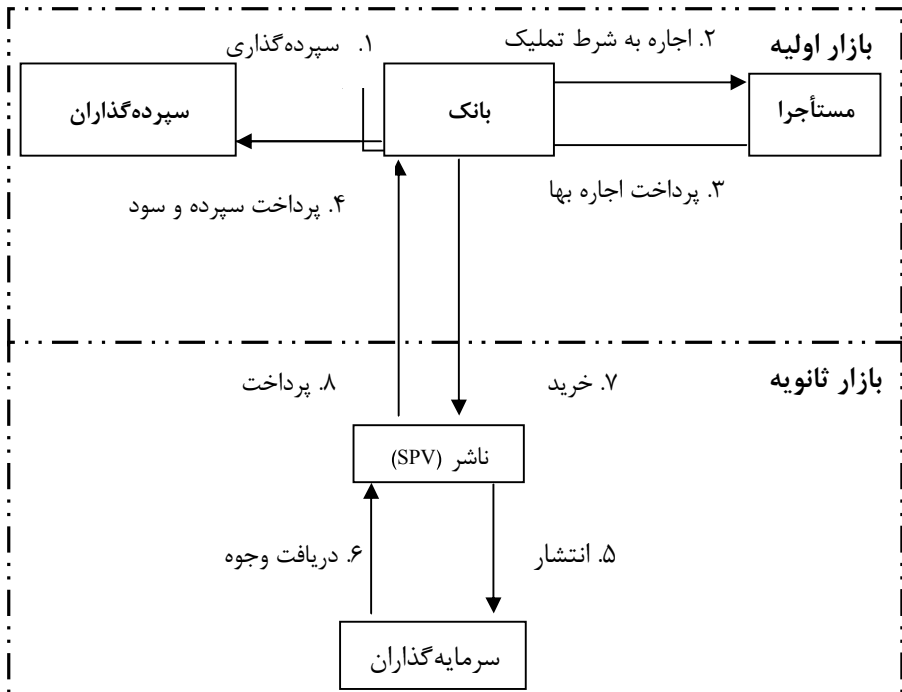 بازار اولیه
۲. اجاره به شرط تملیک
۱. سپرده‌گذاری
مستأجرا
بانک
سپرده‌گذاران
۳. پرداخت اجاره بها
۴. پرداخت سپرده و سود
بازار ثانویه
۷. خرید
۸. پرداخت
ناشر (SPV)
۵. انتشار
۶. دریافت وجوه
سرمایه‌گذاران